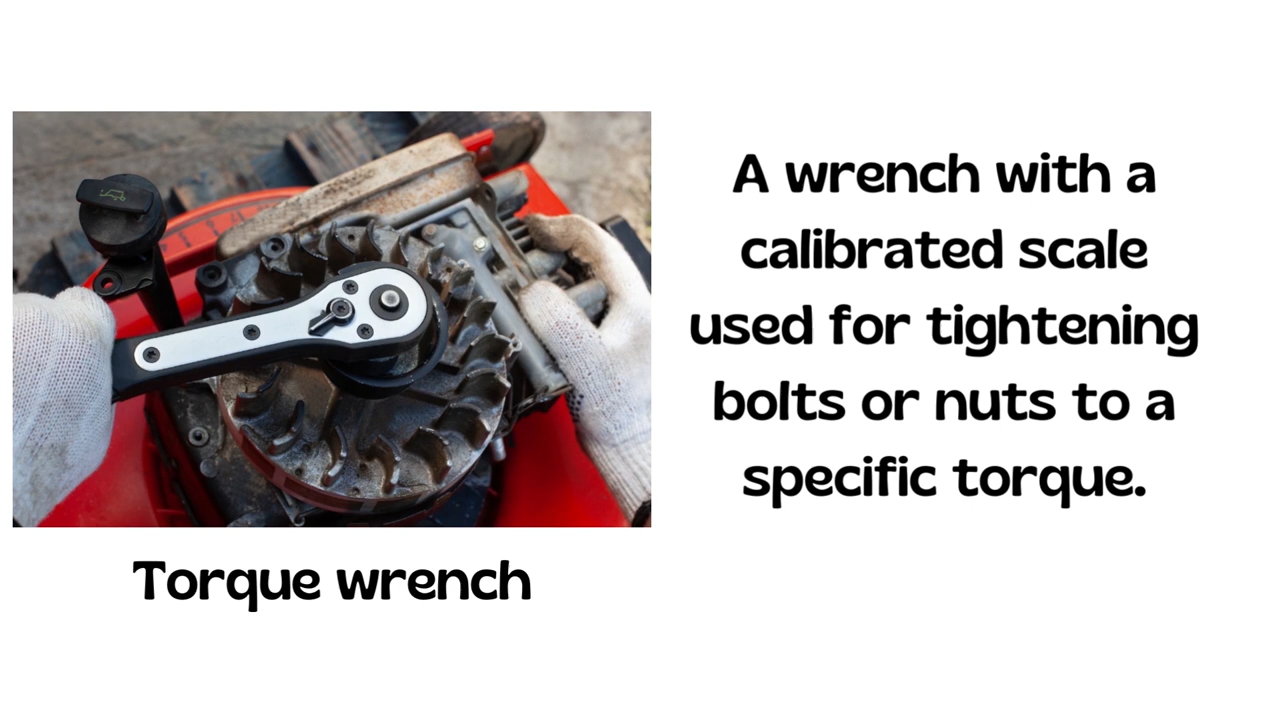 A wrench with a
calibrated scale
used for tightening
bolts or nuts to a
specific torque.
Torque wrench